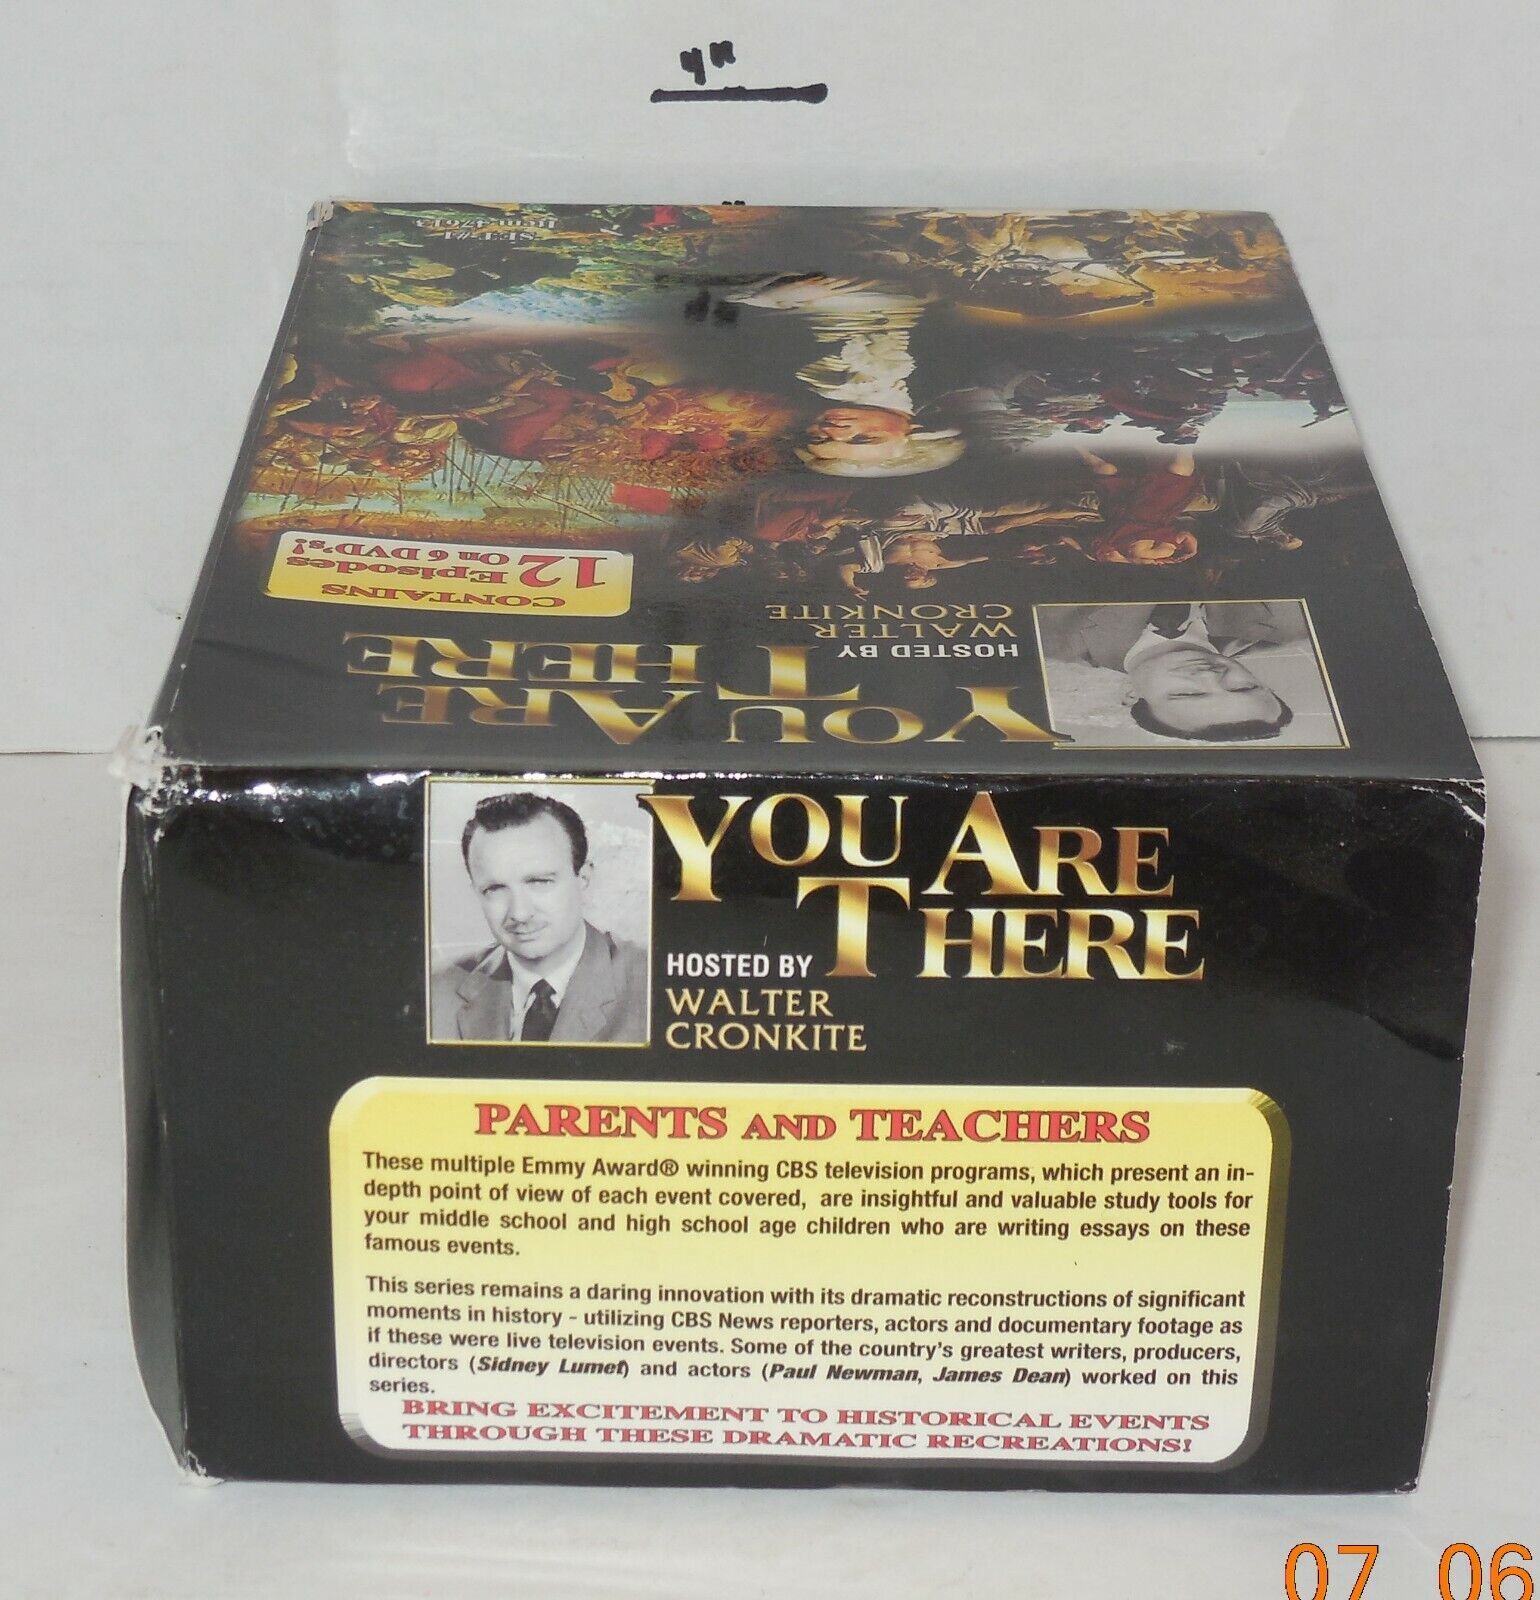 4"
SET #1
Item 47613
CONTAINS
12 Episodes
On 6 DVD's!
YOU ARE
THERE
HOSTED BY
WALTER
CRONKITE
YOU ARE
THERE
HOSTED BY
WALTER
CRONKITE
PARENTS AND TEACHERS
These multiple Emmy Award® winning CBS television programs, which present an in-
depth point of view of each event covered, are insightful and valuable study tools for
your middle school and high school age children who are writing essays on these
famous events.
This series remains a daring innovation with its dramatic reconstructions of significant
moments in history - utilizing CBS News reporters, actors and documentary footage as
if these were live television events. Some of the country's greatest writers, producers,
directors (Sidney Lumet) and actors (Paul Newman, James Dean) worked on this
series.
BRING EXCITEMENT TO HISTORICAL EVENTS
THROUGH THESE DRAMATIC RECREATIONS!
07 06